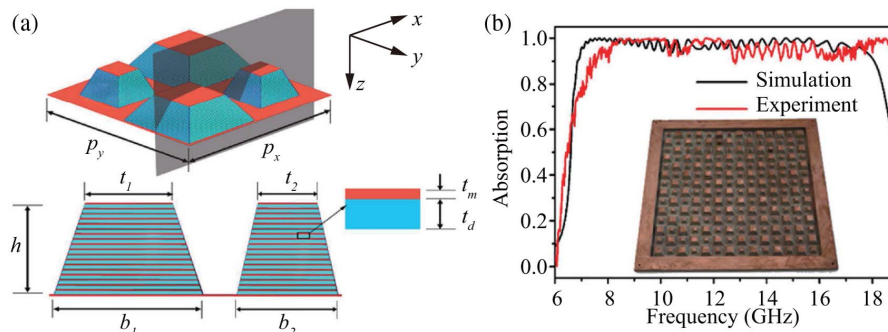 (a)
x
y
z
p_y
p_x
t_1
t_2
t_m
t_d
h
b_1
b_2
(b)
Absorption
1.0
0.8
0.6
0.4
0.2
0.0
Simulation
Experiment
6 8 10 12 14 16 18
Frequency (GHz)